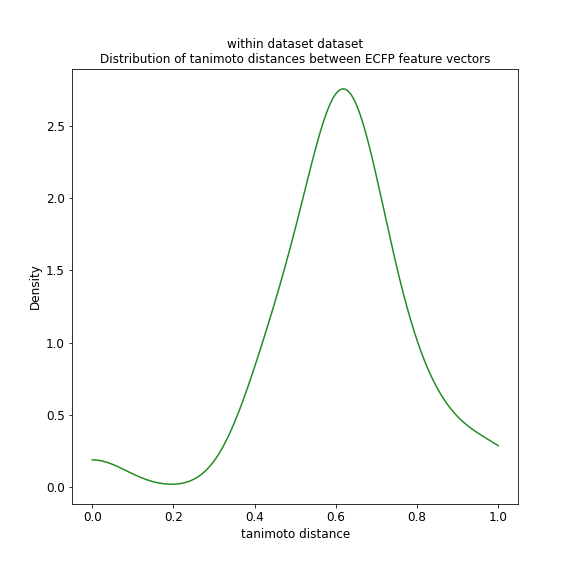 within dataset dataset
Distribution of tanimoto distances between ECFP feature vectors
2.5
2.0
1.5
1.0
0.5
0.0
Density
0.0 0.2 0.4 0.6 0.8 1.0
tanimoto distance